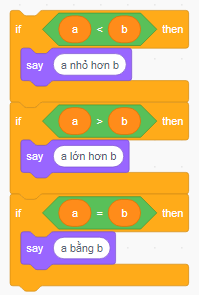 if a < b then
say a nhỏ hơn b
if a > b then
say a lớn hơn b
if a = b then
say a bằng b